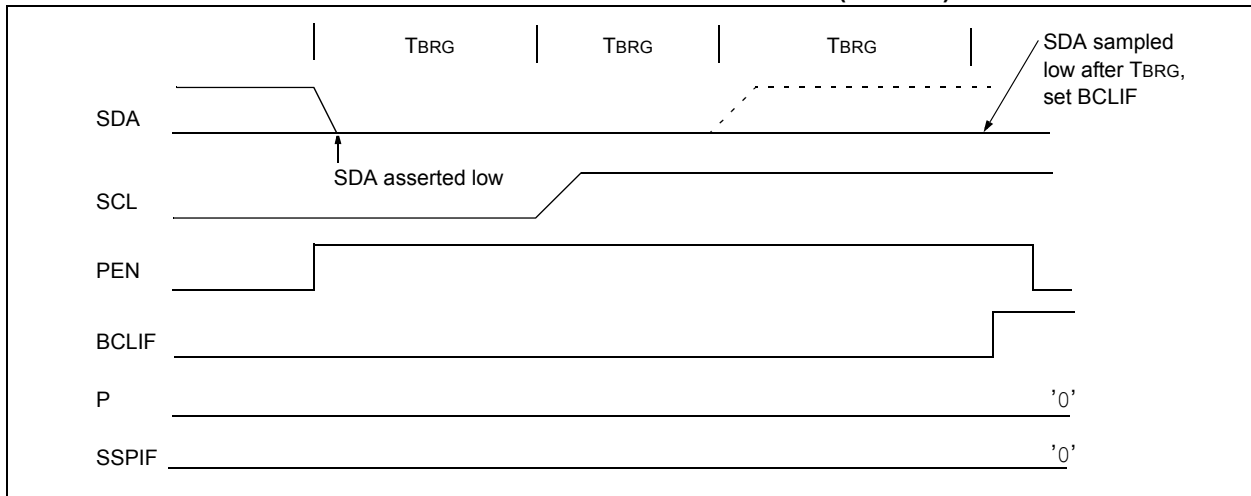 TBRG TBRG TBRG
SDA sampled
low after TBRG,
set BCLIF
SDA
SDA asserted low
SCL
PEN
BCLIF
P '0'
SSPIF '0'